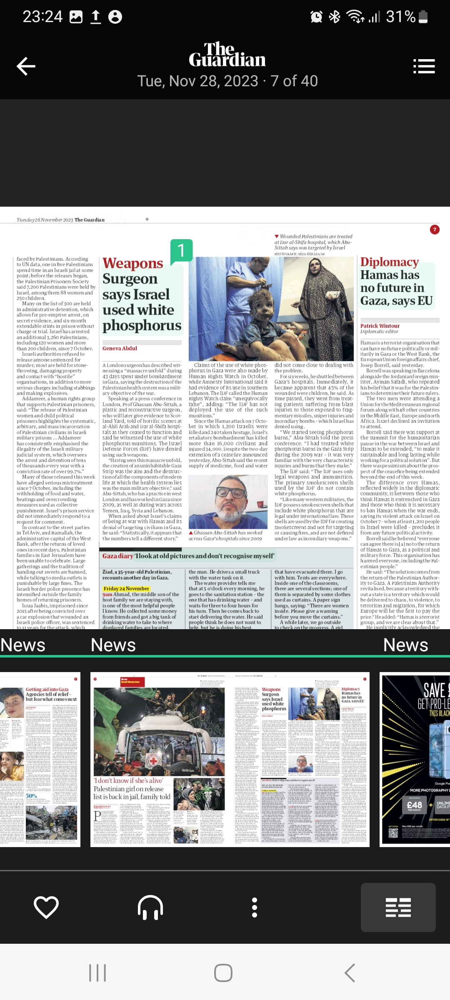 23:24
31%
The
Guardian
Tue, Nov 28, 2023 · 7 of 40
Tuesday 28 November 2023 The Guardian
7
▼ Wounded Palestinians are treated
at Dar al-Shifa hospital, which Abu-
Sittah says was targeted by Israel
PHOTOGRAPH: ABED KHALED/AP
faced by Palestinians. According
to UN data, one in five Palestinians
spend time in an Israeli jail at some
point; before the releases began,
the Palestinian Prisoners Society
said 7,200 Palestinians were held by
Israel, among them 88 women and
250 children.
Many on the list of 300 are held
in administrative detention, which
allows for pre-emptive arrest, on
secret evidence, and six-month
extendable stints in prison without
charge or trial. Israel has arrested
an additional 3,260 Palestinians,
including 120 women and more
than 200 children, since 7 October.
Israeli authorities refused to
release anyone sentenced for
murder; most are held for stone-
throwing, damaging property
and contact with "hostile"
organisations, in addition to more
serious charges including stabbings
and making explosives.
Addameer, a human rights group
that supports Palestinian prisoners,
said: "The release of Palestinian
women and child political
prisoners highlights the systematic,
arbitrary, and mass incarceration
of Palestinian civilians in Israeli
military prisons ... Addameer
has consistently emphasised the
illegality of the Israeli military
judicial system, which oversees
the arrest and detention of tens
of thousands every year with a
conviction rate of over 99.7%."
Many of those released this week
have alleged serious mistreatment
since 7 October, including the
withholding of food and water,
beatings and overcrowding
measures used as collective
punishment. Israel's prison service
did not immediately respond to a
request for comment.
In contrast to the street parties
in Tel Aviv, and Ramallah, the
administrative capital of the West
Bank, after the returns of loved
ones in recent days, Palestinian
families in East Jerusalem have
been unable to celebrate. Large
gatherings and the tradition of
handing out sweets are banned,
while talking to media outlets is
punishable by large fines. The
Israeli border police presence has
intensified outside the family
homes of returning prisoners.
Israa Jaabis, imprisoned since
2015 after being convicted over
a car explosion that wounded an
Israeli police officer, was sentenced
to 11 years for the attack, which
1
Weapons
Surgeon
says Israel
used white
phosphorus
Geneva Abdul
A London surgeon has described wit-
nessing a "massacre unfold" during
43 days spent under bombardment
in Gaza, saying the destruction of the
Palestinian health system was a milit-
ary objective of the war.
Speaking at a press conference in
London, Prof Ghassan Abu-Sittah, a
plastic and reconstructive surgeon,
who will later give evidence to Scot-
land Yard, told of horrific scenes at
al-Ahli Arab and Dar al-Shifa hospi-
tals as they ceased to function and
said he witnessed the use of white
phosphorus munitions. The Israel
Defense Forces (IDF) have denied
using such weapons.
"Having seen this massacre unfold,
the creation of an uninhabitable Gaza
Strip was the aim and the destruc-
tion of all the components of modern
life at which the health system lies
was the main military objective," said
Abu-Sittah, who has a practice in west
London and has worked in Gaza since
2009, as well as during wars across
Yemen, Iraq, Syria and Lebanon.
When asked about Israel's claims
of being at war with Hamas and its
denial of targeting civilians in Gaza,
he said: "Statistically, it appears that
the numbers tell a different story."
Claims of the use of white phos-
phorus in Gaza were also made by
Human Rights Watch in October,
while Amnesty International said it
had evidence of its use in southern
Lebanon. The IDF called the Human
Rights Watch claim "unequivocally
false", adding: "The IDF has not
deployed the use of the such
munitions."
Since the Hamas attack on 7 Octo-
ber in which 1,200 Israelis were
killed and 240 taken hostage, Israel's
retaliatory bombardment has killed
more than 16,000 civilians and
injured 34,000. Despite the two-day
extension of a ceasefire announced
yesterday, Abu-Sittah said the recent
supply of medicine, food and water
▲ Ghassan Abu-Sittah has worked
across Gaza's hospitals since 2009
did not come close to dealing with
the problem.
For six weeks, he shuttled between
Gaza's hospitals. Immediately, it
became apparent that 45% of the
wounded were children, he said. As
time passed, they went from treat-
ing patients suffering from blast
injuries to those exposed to frag-
mentary missiles, sniper injuries and
incendiary bombs – which Israel has
denied using.
"We started seeing phosphorus
burns," Abu-Sittah told the press
conference. "I had treated white
phosphorus burns in the Gaza Strip
during the 2009 war – it was very
familiar with the very characteristic
injuries and burns that they make."
The IDF said: "The IDF uses only
legal weapons and ammunition.
The primary smokescreen shells
used by the IDF do not contain
white phosphorus.
"Like many western militaries, the
IDF possess smokescreen shells that
include white phosphorus that are
legal under international law. These
shells are used by the IDF for creating
smokescreens and not for targeting
or causing fires, and are not defined
under law as incendiary weapons."
Diplomacy
Hamas has
no future in
Gaza, says EU
Patrick Wintour
Diplomatic editor
Hamas is a terrorist organisation that
can have no future politically or mil-
itarily in Gaza or the West Bank, the
European Union foreign affairs chief,
Josep Borrell, said yesterday.
Borrell was speaking in Barcelona
alongside the Jordanian foreign min-
ister, Ayman Safadi, who repeated
his belief that it was for the Palestin-
ians to determine their future rulers.
The two men were attending a
Union for the Mediterranean regional
forum along with 48 other countries
in the Middle East, Europe and north
Africa. Israel declined an invitation
to attend.
Borrell said there was support at
the summit for the humanitarian
pause in the war between Israel and
Hamas to be extended, "to make it
sustainable and long lasting while
working for a political solution". But
there was pessimism about the pros-
pect of the ceasefire being extended
beyond the end of this week.
The difference over Hamas,
reflected widely in the diplomatic
community, is between those who
think Hamas is entrenched in Gaza
and those who think it is necessary
to ban Hamas when the war ends,
saying its violent attack on Israel on
October 7 – when at least 1,200 people
in Israel were killed – precludes it
from any future political activity.
Borrell said he believed "everyone
can agree there is [a] no to the return
of Hamas to Gaza, as a political and
military force. This organisation has
harmed everyone, including the Pal-
estinian people."
He said: "The solution comes from
the return of the Palestinian Author-
ity to Gaza. A Palestinian Authority
revitalised, because a territory with-
out a state is a territory which would
be delivered to chaos, to violence, to
terrorism and migration, for which
Europe will be the first to pay the
price." He added: "Hamas is a terrorist
group, and we are clear about that."
He implicitly acknowledged the
Gaza diary 'I look at old pictures and don't recognise myself'
Ziad, a 35-year-old Palestinian,
recounts another day in Gaza.
Friday 24 November
9am Ahmad, the middle son of the
host family we are staying with,
is one of the most helpful people
I know. He collected some money
from friends and got a big tank of
drinking water to take to where
displaced families are located.
the man. He drives a small truck
with the water tank on it.
The water provider tells me
that at 5 o'clock every morning, he
goes to the sanitation station – the
one that has drinking water – and
waits for three to four hours for
his turn. Then he comes back to
start delivering the water. He said
people think he does not want to
help, but he is doing his best.
that have evacuated there. I go
with him. Tents are everywhere.
Inside one of the classrooms,
there are several sections; one of
them is separated by some clothes
used as curtains. A paper sign
hangs, saying: "There are women
inside. Please give a warning
before you move the curtains."
A while later, we go outside
to check on the progress. A girl,
News
News
News
Getting aid into Gaza
Agencies tell of relief –
but fear what comes next
50%
News
Israel-Hamas war
'I don't know if she's alive'
Palestinian girl on release
list is back in jail, family told
Weapons
Surgeon
says Israel
used white
phosphorus
Diplomacy
Hamas has
no future in
Gaza, says EU
SAVE £
GET PRO-LE
THIS BLACK
Google Pix
MORE PHOTOGRAPHY
£48
PER MONTH
+
UNLIM
DATA P
OFFER ENDS 18
Was £62 per month.